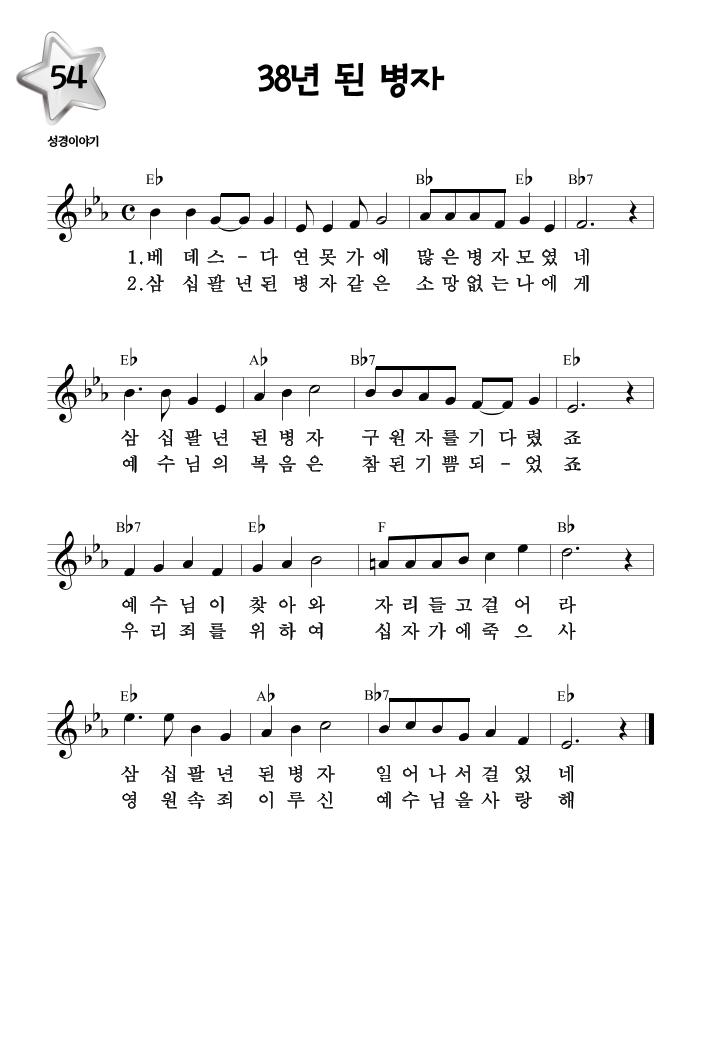 54
38년 된 병자
성경이야기
E♭ B♭ E♭ B♭7
1.베 데스 - 다 연못가에 많은병자모였 네
2.삼 십팔년된 병자같은 소망없는나에 게
E♭ A♭ B♭7 E♭
삼 십팔년 된병자 구원자를기 다렸 죠
예 수님의 복음은 참된기쁨되 - 었 죠
B♭7 E♭ F B♭
예수님이 찾아와 자리들고걸어 라
우리죄를 위하여 십자가에죽으 사
E♭ A♭ B♭7 E♭
삼 십팔년 된병자 일어나서걸었 네
영 원속죄 이루신 예수님을사랑 해